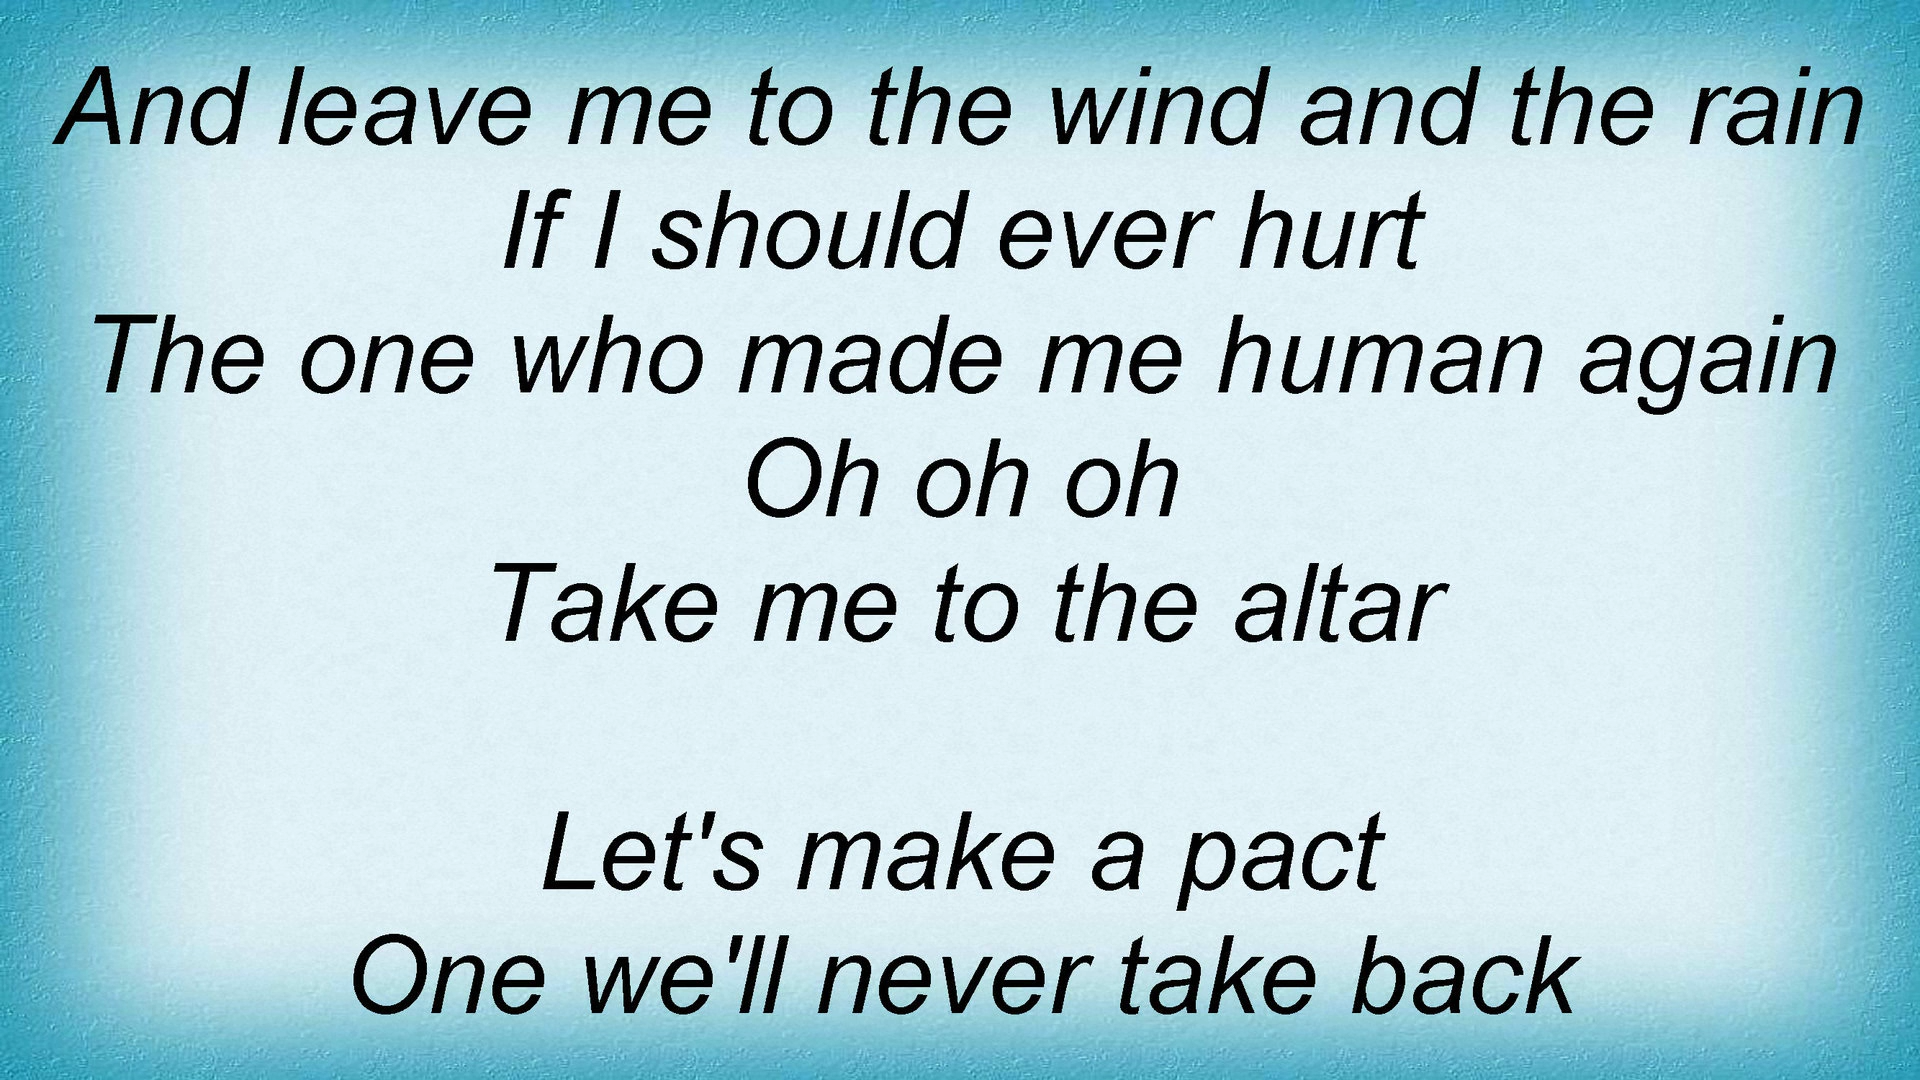 And leave me to the wind and the rain
If I should ever hurt
The one who made me human again
Oh oh oh
Take me to the altar
Let's make a pact
One we'll never take back